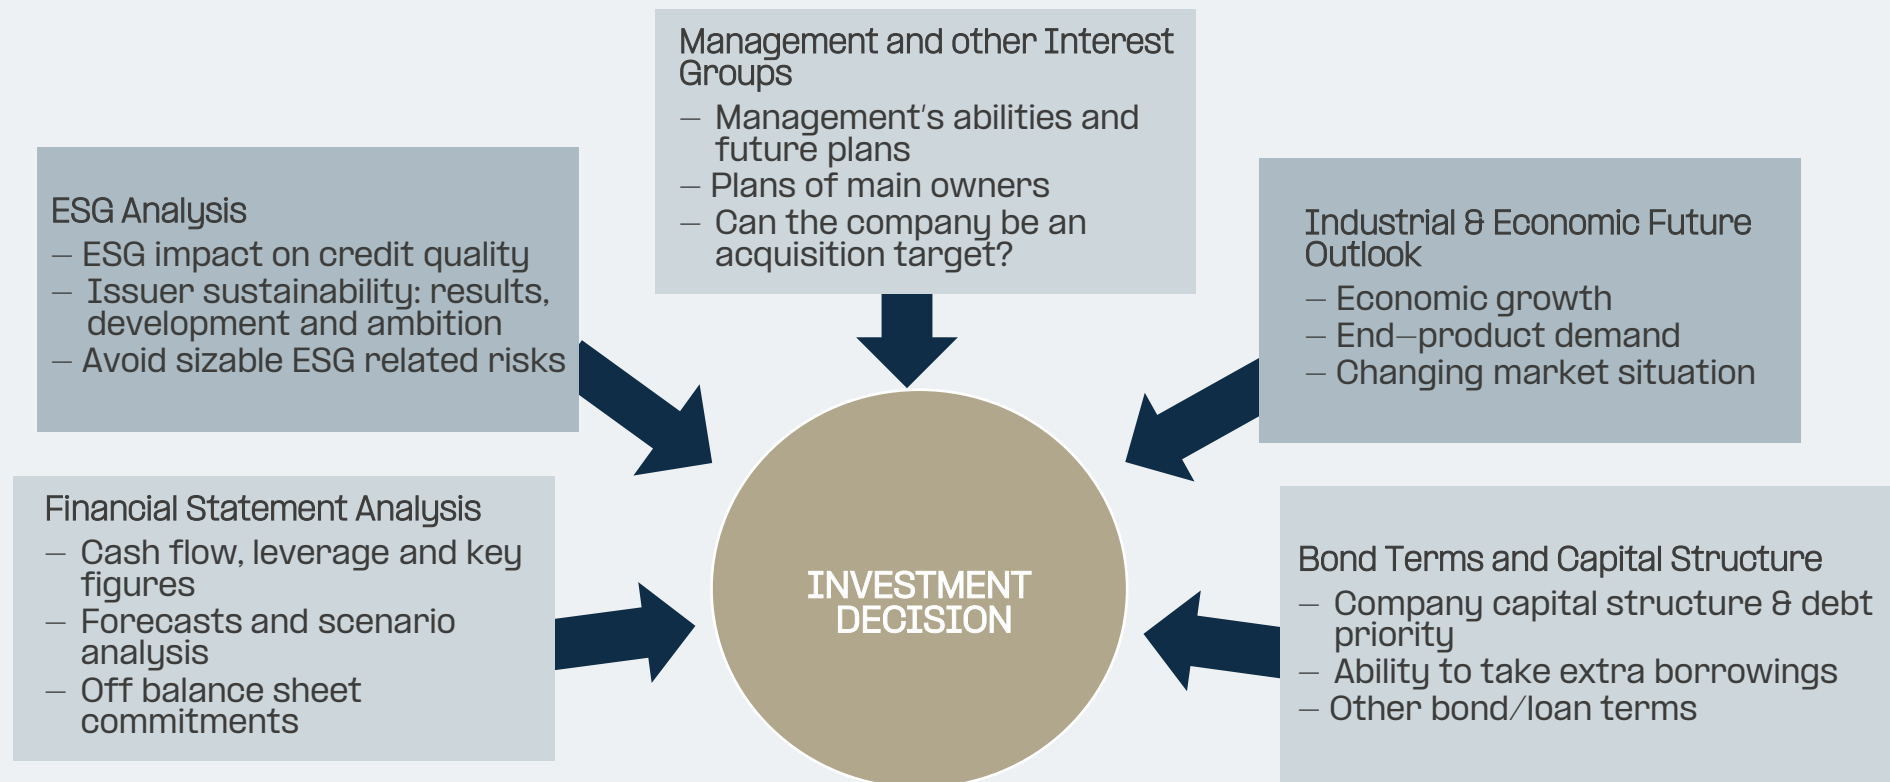 Management and other Interest
Groups
– Management's abilities and
future plans
– Plans of main owners
– Can the company be an
acquisition target?
ESG Analysis
– ESG impact on credit quality
– Issuer sustainability: results,
development and ambition
– Avoid sizable ESG related risks
Industrial & Economic Future
Outlook
– Economic growth
– End–product demand
– Changing market situation
Financial Statement Analysis
– Cash flow, leverage and key
figures
– Forecasts and scenario
analysis
– Off balance sheet
commitments
INVESTMENT
DECISION
Bond Terms and Capital Structure
– Company capital structure & debt
priority
– Ability to take extra borrowings
– Other bond/loan terms